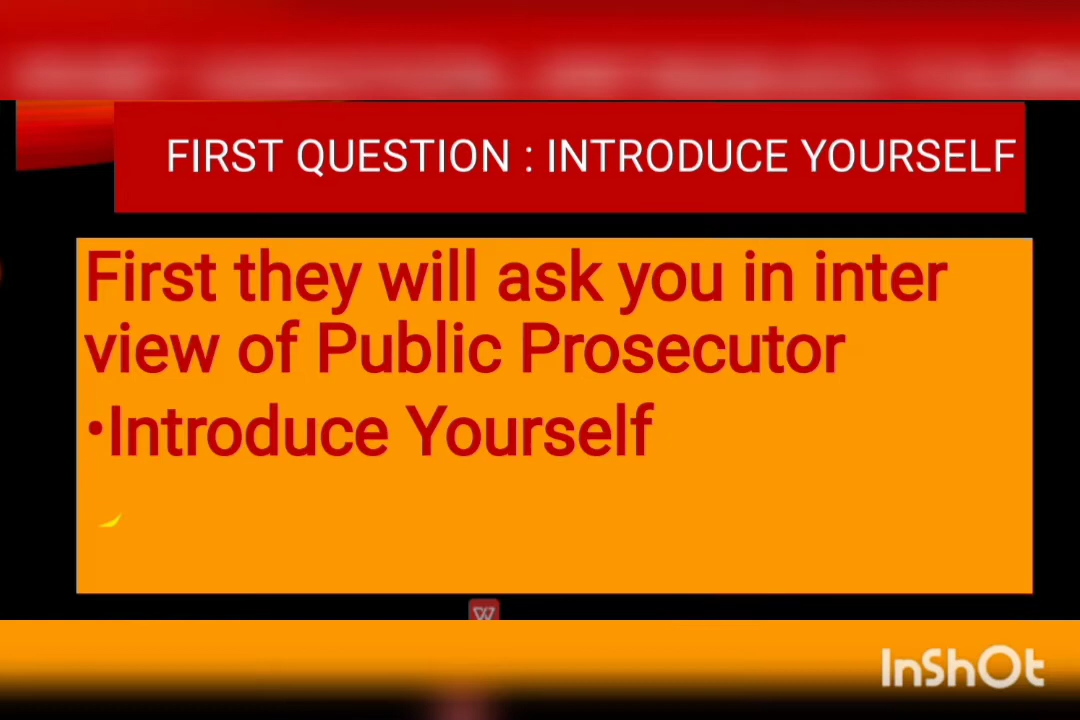 FIRST QUESTION : INTRODUCE YOURSELF
First they will ask you in inter
view of Public Prosecutor
•Introduce Yourself
W
InShOt